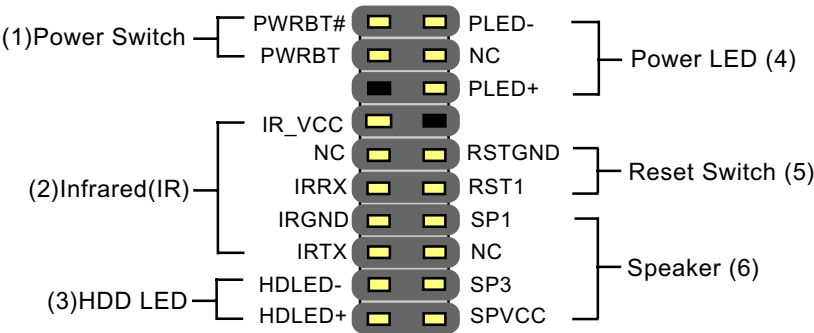 (1)Power Switch
PWRBT#
PWRBT
(2)Infrared(IR)
IR_VCC
NC
IRRX
IRGND
IRTX
(3)HDD LED
HDLED-
HDLED+
PLED-
NC
PLED+
Power LED (4)
RSTGND
RST1
Reset Switch (5)
SP1
NC
SP3
SPVCC
Speaker (6)